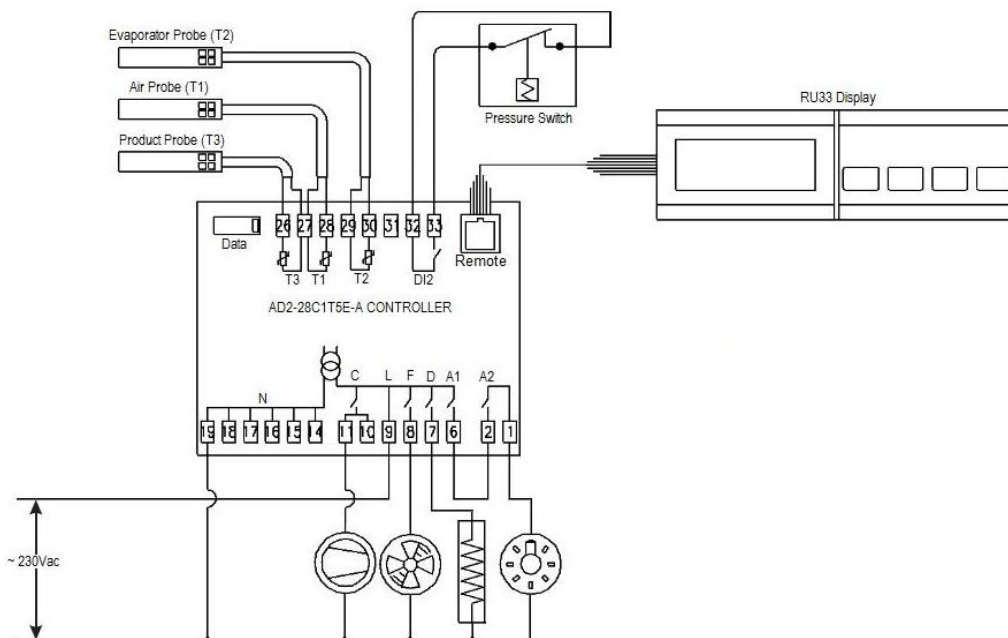 Evaporator Probe (T2)
Air Probe (T1)
Product Probe (T3)
Pressure Switch
RU33 Display
Data
26 27 28 29 30 31 32 33
Remote
T3 T1 T2 DI2
AD2-28C1T5E-A CONTROLLER
C L F D A1 A2
N
19 18 17 16 15 14 11 10 9 8 7 6 2 1
~ 230Vac